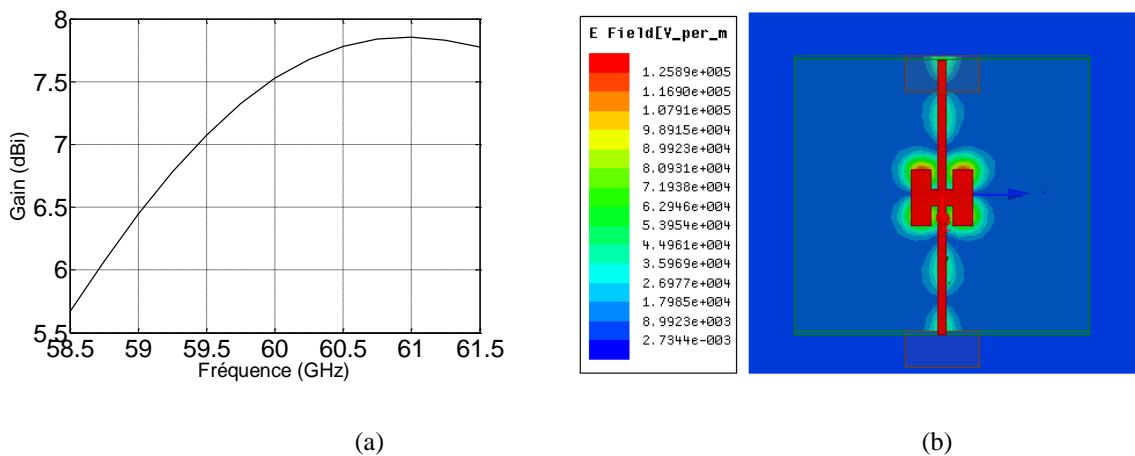 8
7.5
7
6.5
6
5.5
58.5 59 59.5 60 60.5 61 61.5
Gain (dBi)
Fréquence (GHz)
E Field[V_per_m
1.2589e+005
1.1690e+005
1.0791e+005
9.8915e+004
8.9923e+004
8.0931e+004
7.1938e+004
6.2946e+004
5.3954e+004
4.4961e+004
3.5969e+004
2.6977e+004
1.7985e+004
8.9923e+003
2.7344e-003
(a)
(b)